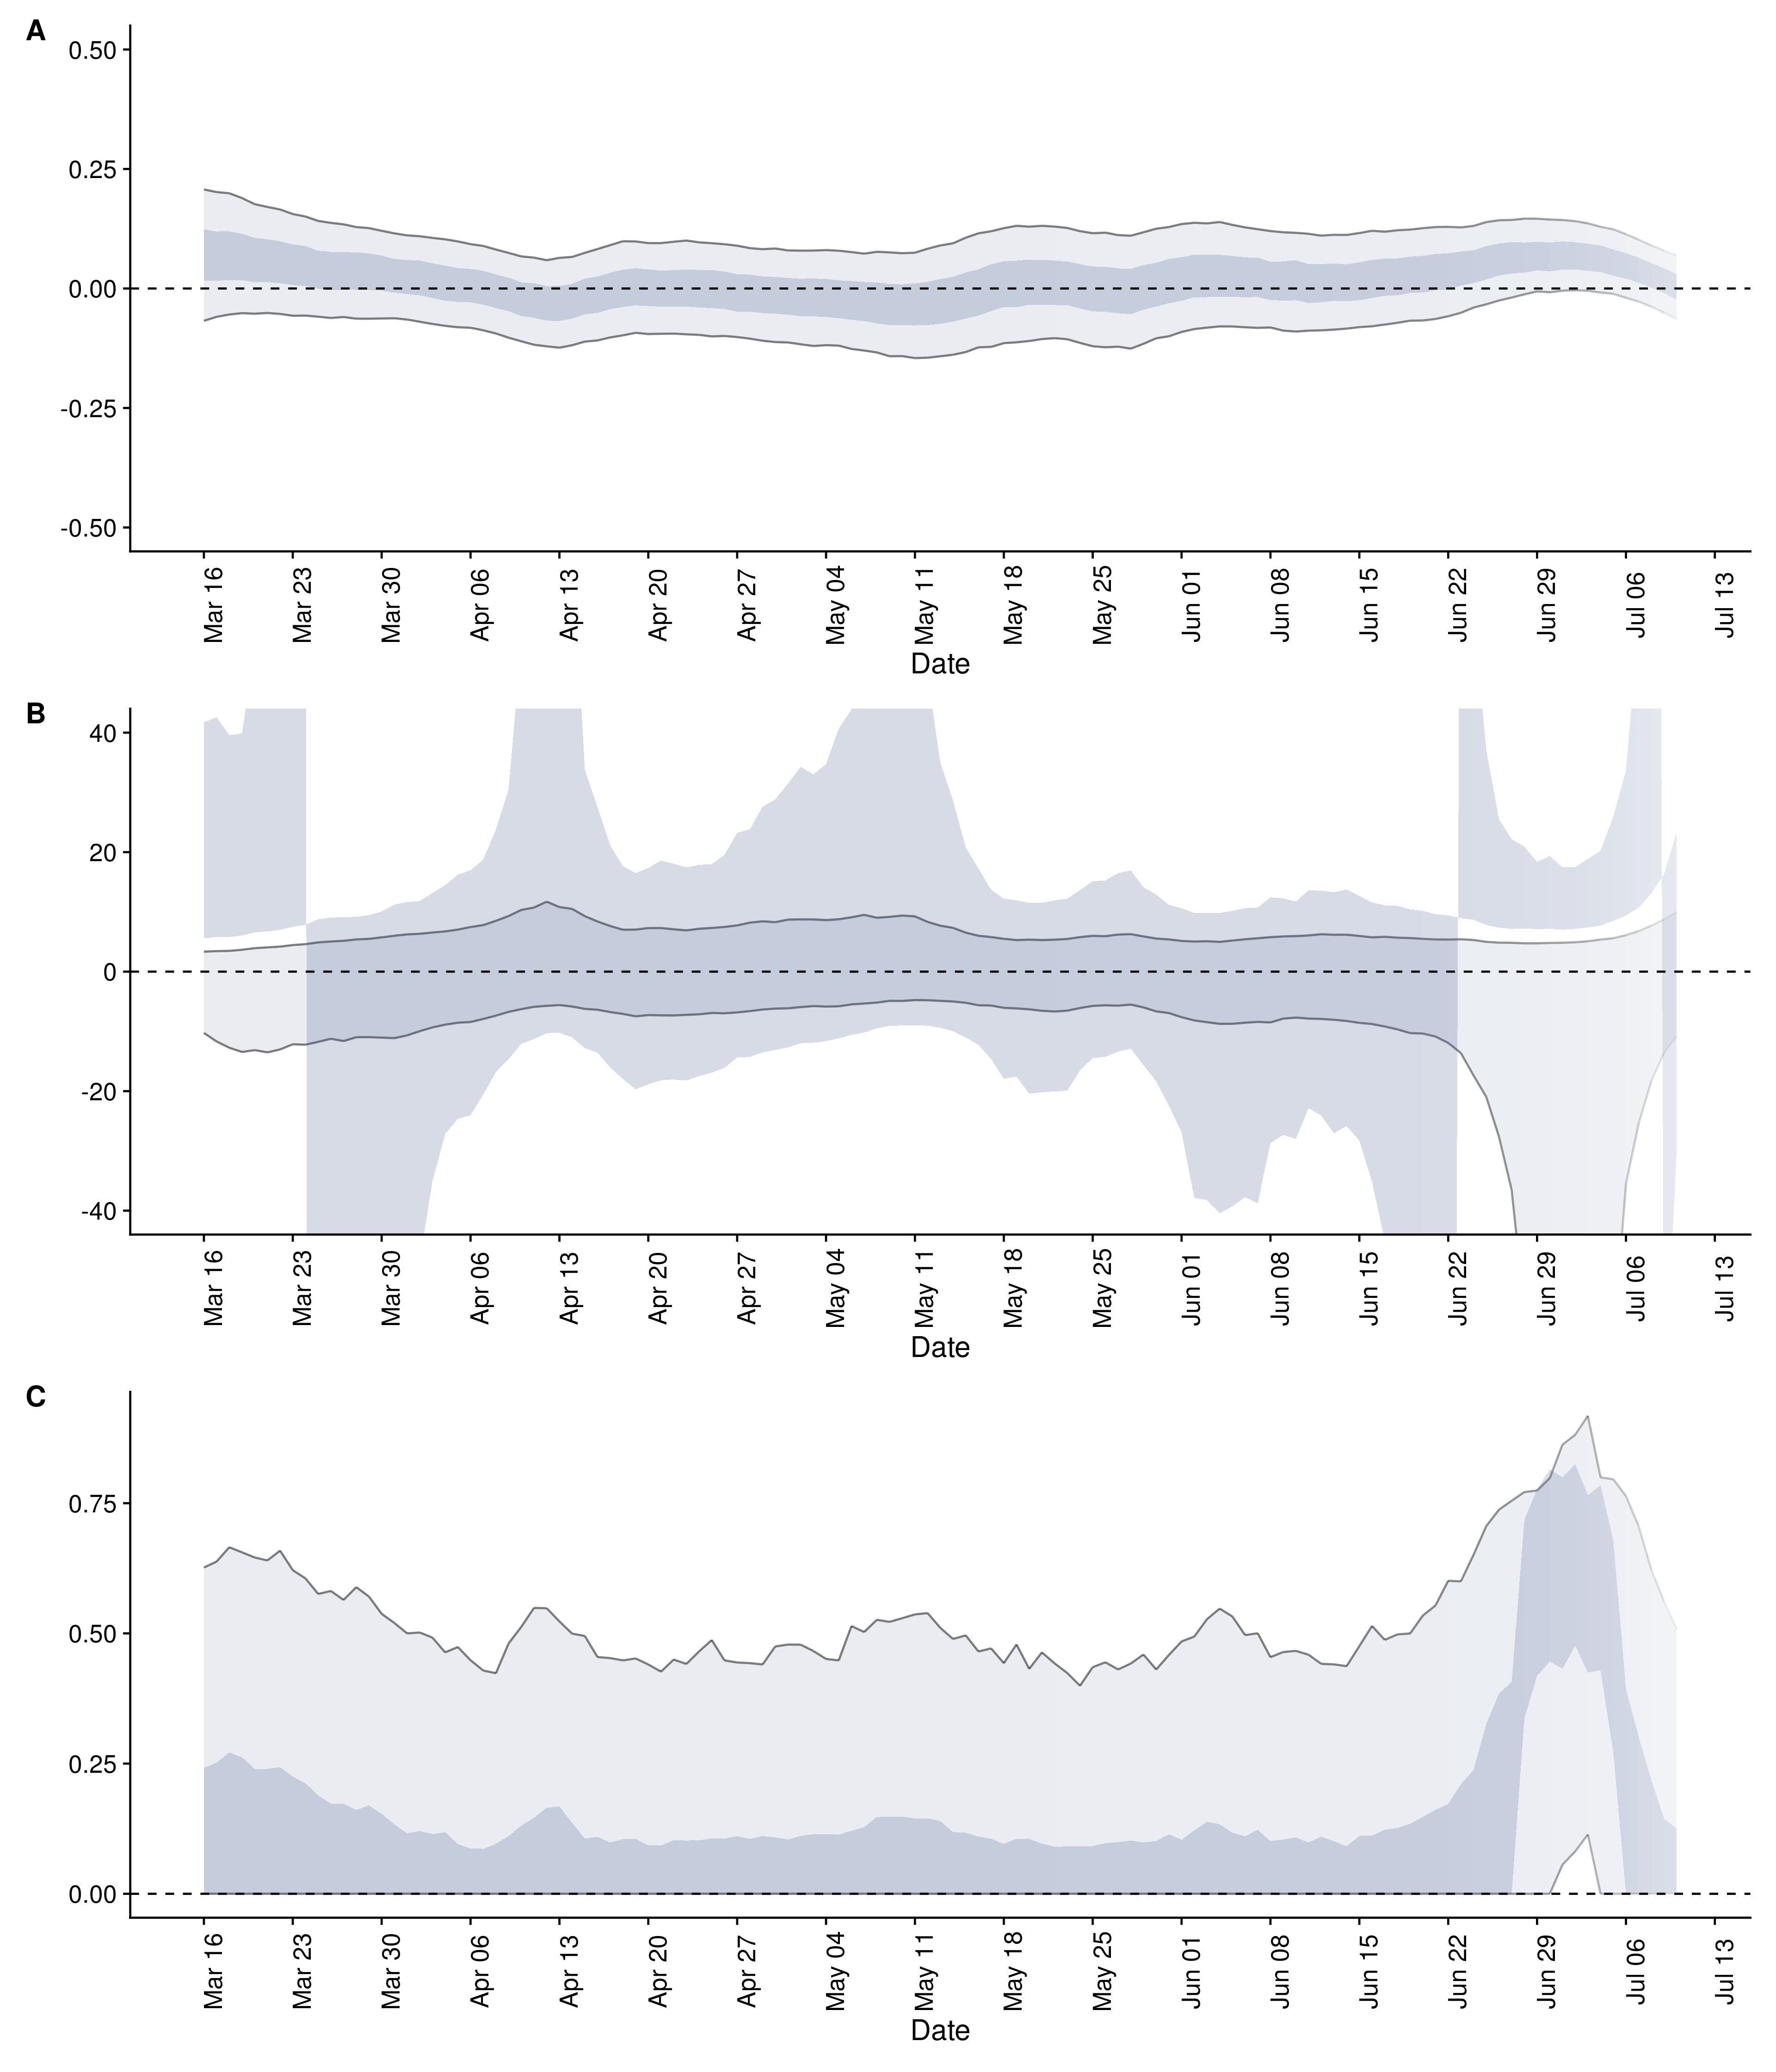 A
0.50
0.25
0.00
-0.25
-0.50
Mar 16
Mar 23
Mar 30
Apr 06
Apr 13
Apr 20
Apr 27
May 04
May 11
May 18
May 25
Jun 01
Jun 08
Jun 15
Jun 22
Jun 29
Jul 06
Jul 13
Date
B
40
20
0
-20
-40
Mar 16
Mar 23
Mar 30
Apr 06
Apr 13
Apr 20
Apr 27
May 04
May 11
May 18
May 25
Jun 01
Jun 08
Jun 15
Jun 22
Jun 29
Jul 06
Jul 13
Date
C
0.75
0.50
0.25
0.00
Mar 16
Mar 23
Mar 30
Apr 06
Apr 13
Apr 20
Apr 27
May 04
May 11
May 18
May 25
Jun 01
Jun 08
Jun 15
Jun 22
Jun 29
Jul 06
Jul 13
Date